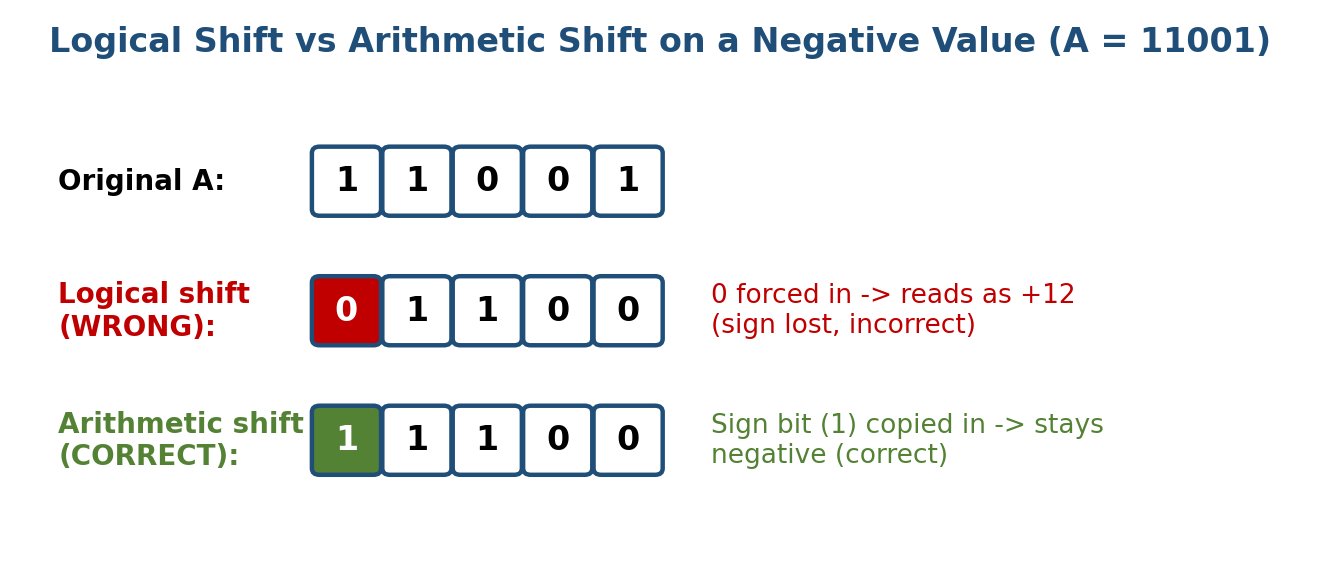 Logical Shift vs Arithmetic Shift on a Negative Value (A = 11001)
Original A: 1 1 0 0 1
Logical shift
(WRONG):
0 1 1 0 0
0 forced in -> reads as +12
(sign lost, incorrect)
Arithmetic shift
(CORRECT):
1 1 1 0 0
Sign bit (1) copied in -> stays
negative (correct)